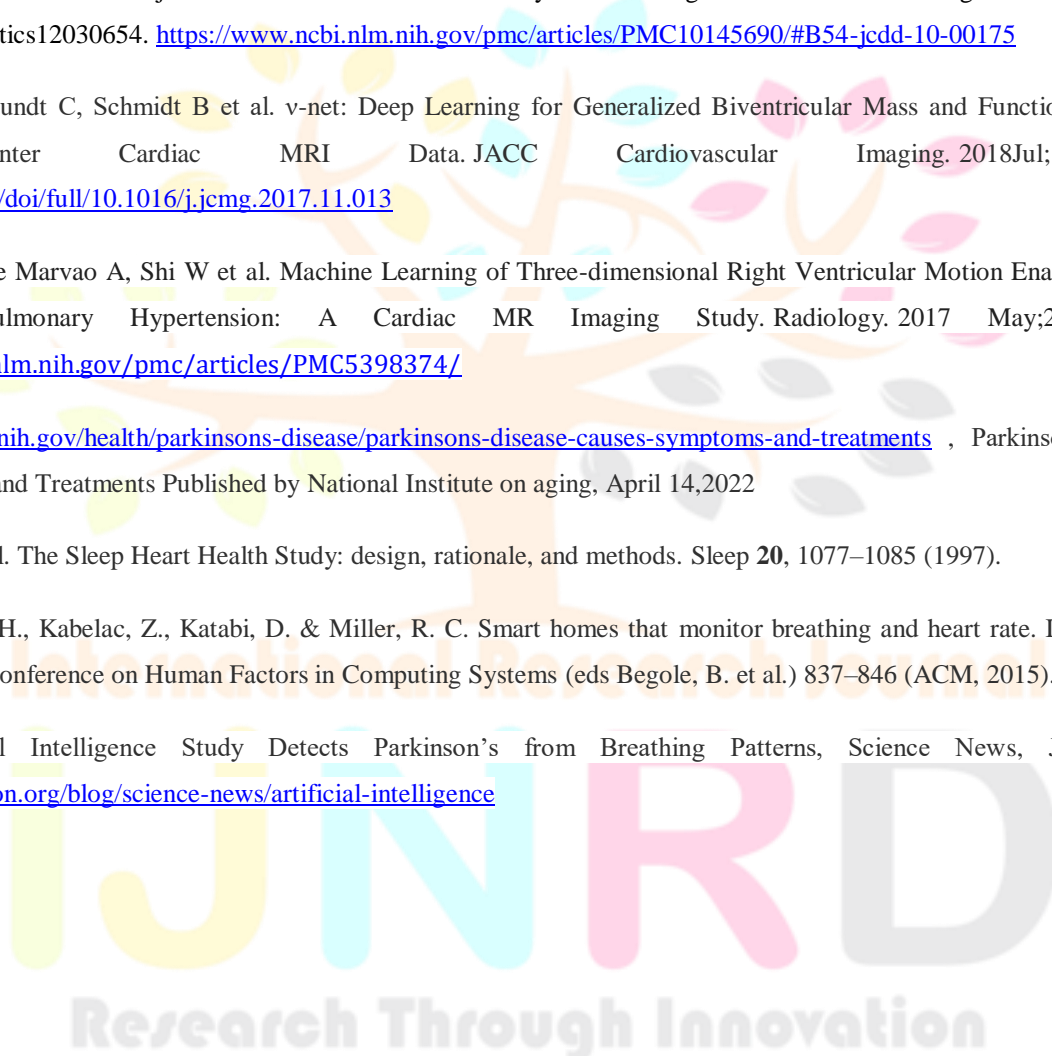 tics12030654. https://www.ncbi.nlm.nih.gov/pmc/articles/PMC10145690/#B54-jcdd-10-00175
undt C, Schmidt B et al. ν-net: Deep Learning for Generalized Biventricular Mass and Functio
nter Cardiac MRI Data. JACC Cardiovascular Imaging. 2018Jul;
/doi/full/10.1016/j.jcmg.2017.11.013
e Marvao A, Shi W et al. Machine Learning of Three-dimensional Right Ventricular Motion Ena
ulmonary Hypertension: A Cardiac MR Imaging Study. Radiology. 2017 May;2
lm.nih.gov/pmc/articles/PMC5398374/
nih.gov/health/parkinsons-disease/parkinsons-disease-causes-symptoms-and-treatments , Parkinso
and Treatments Published by National Institute on aging, April 14,2022
l. The Sleep Heart Health Study: design, rationale, and methods. Sleep 20, 1077–1085 (1997).
H., Kabelac, Z., Katabi, D. & Miller, R. C. Smart homes that monitor breathing and heart rate. I
International Research Journal
onference on Human Factors in Computing Systems (eds Begole, B. et al.) 837–846 (ACM, 2015).
l Intelligence Study Detects Parkinson’s from Breathing Patterns, Science News, J
on.org/blog/science-news/artificial-intelligence
IJNRD
Research Through Innovation